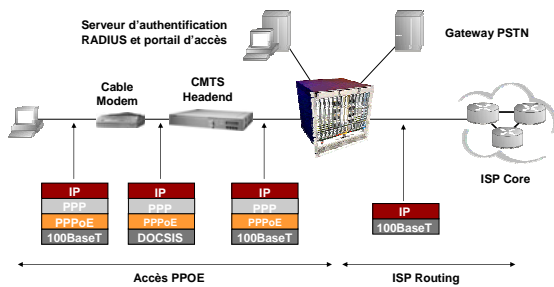 Serveur d'authentification
RADIUS et portail d'accès
Gateway PSTN
Cable
Modem
CMTS
Headend
ISP Core
IP
PPP
PPPoE
100BaseT
IP
PPP
PPPoE
DOCSIS
IP
PPP
PPPoE
100BaseT
IP
100BaseT
Accès PPOE
ISP Routing